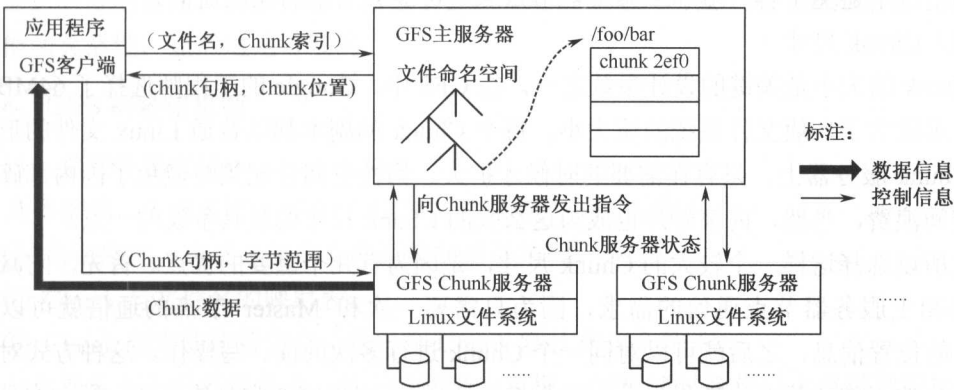 应用程序
GFS客户端
（文件名，Chunk索引）
(chunk句柄，chunk位置)
GFS主服务器
文件命名空间
/foo/bar
chunk 2ef0
标注：
数据信息
控制信息
向Chunk服务器发出指令
Chunk服务器状态
（Chunk句柄，字节范围）
Chunk数据
GFS Chunk服务器
Linux文件系统
GFS Chunk服务器
Linux文件系统
……
……
……